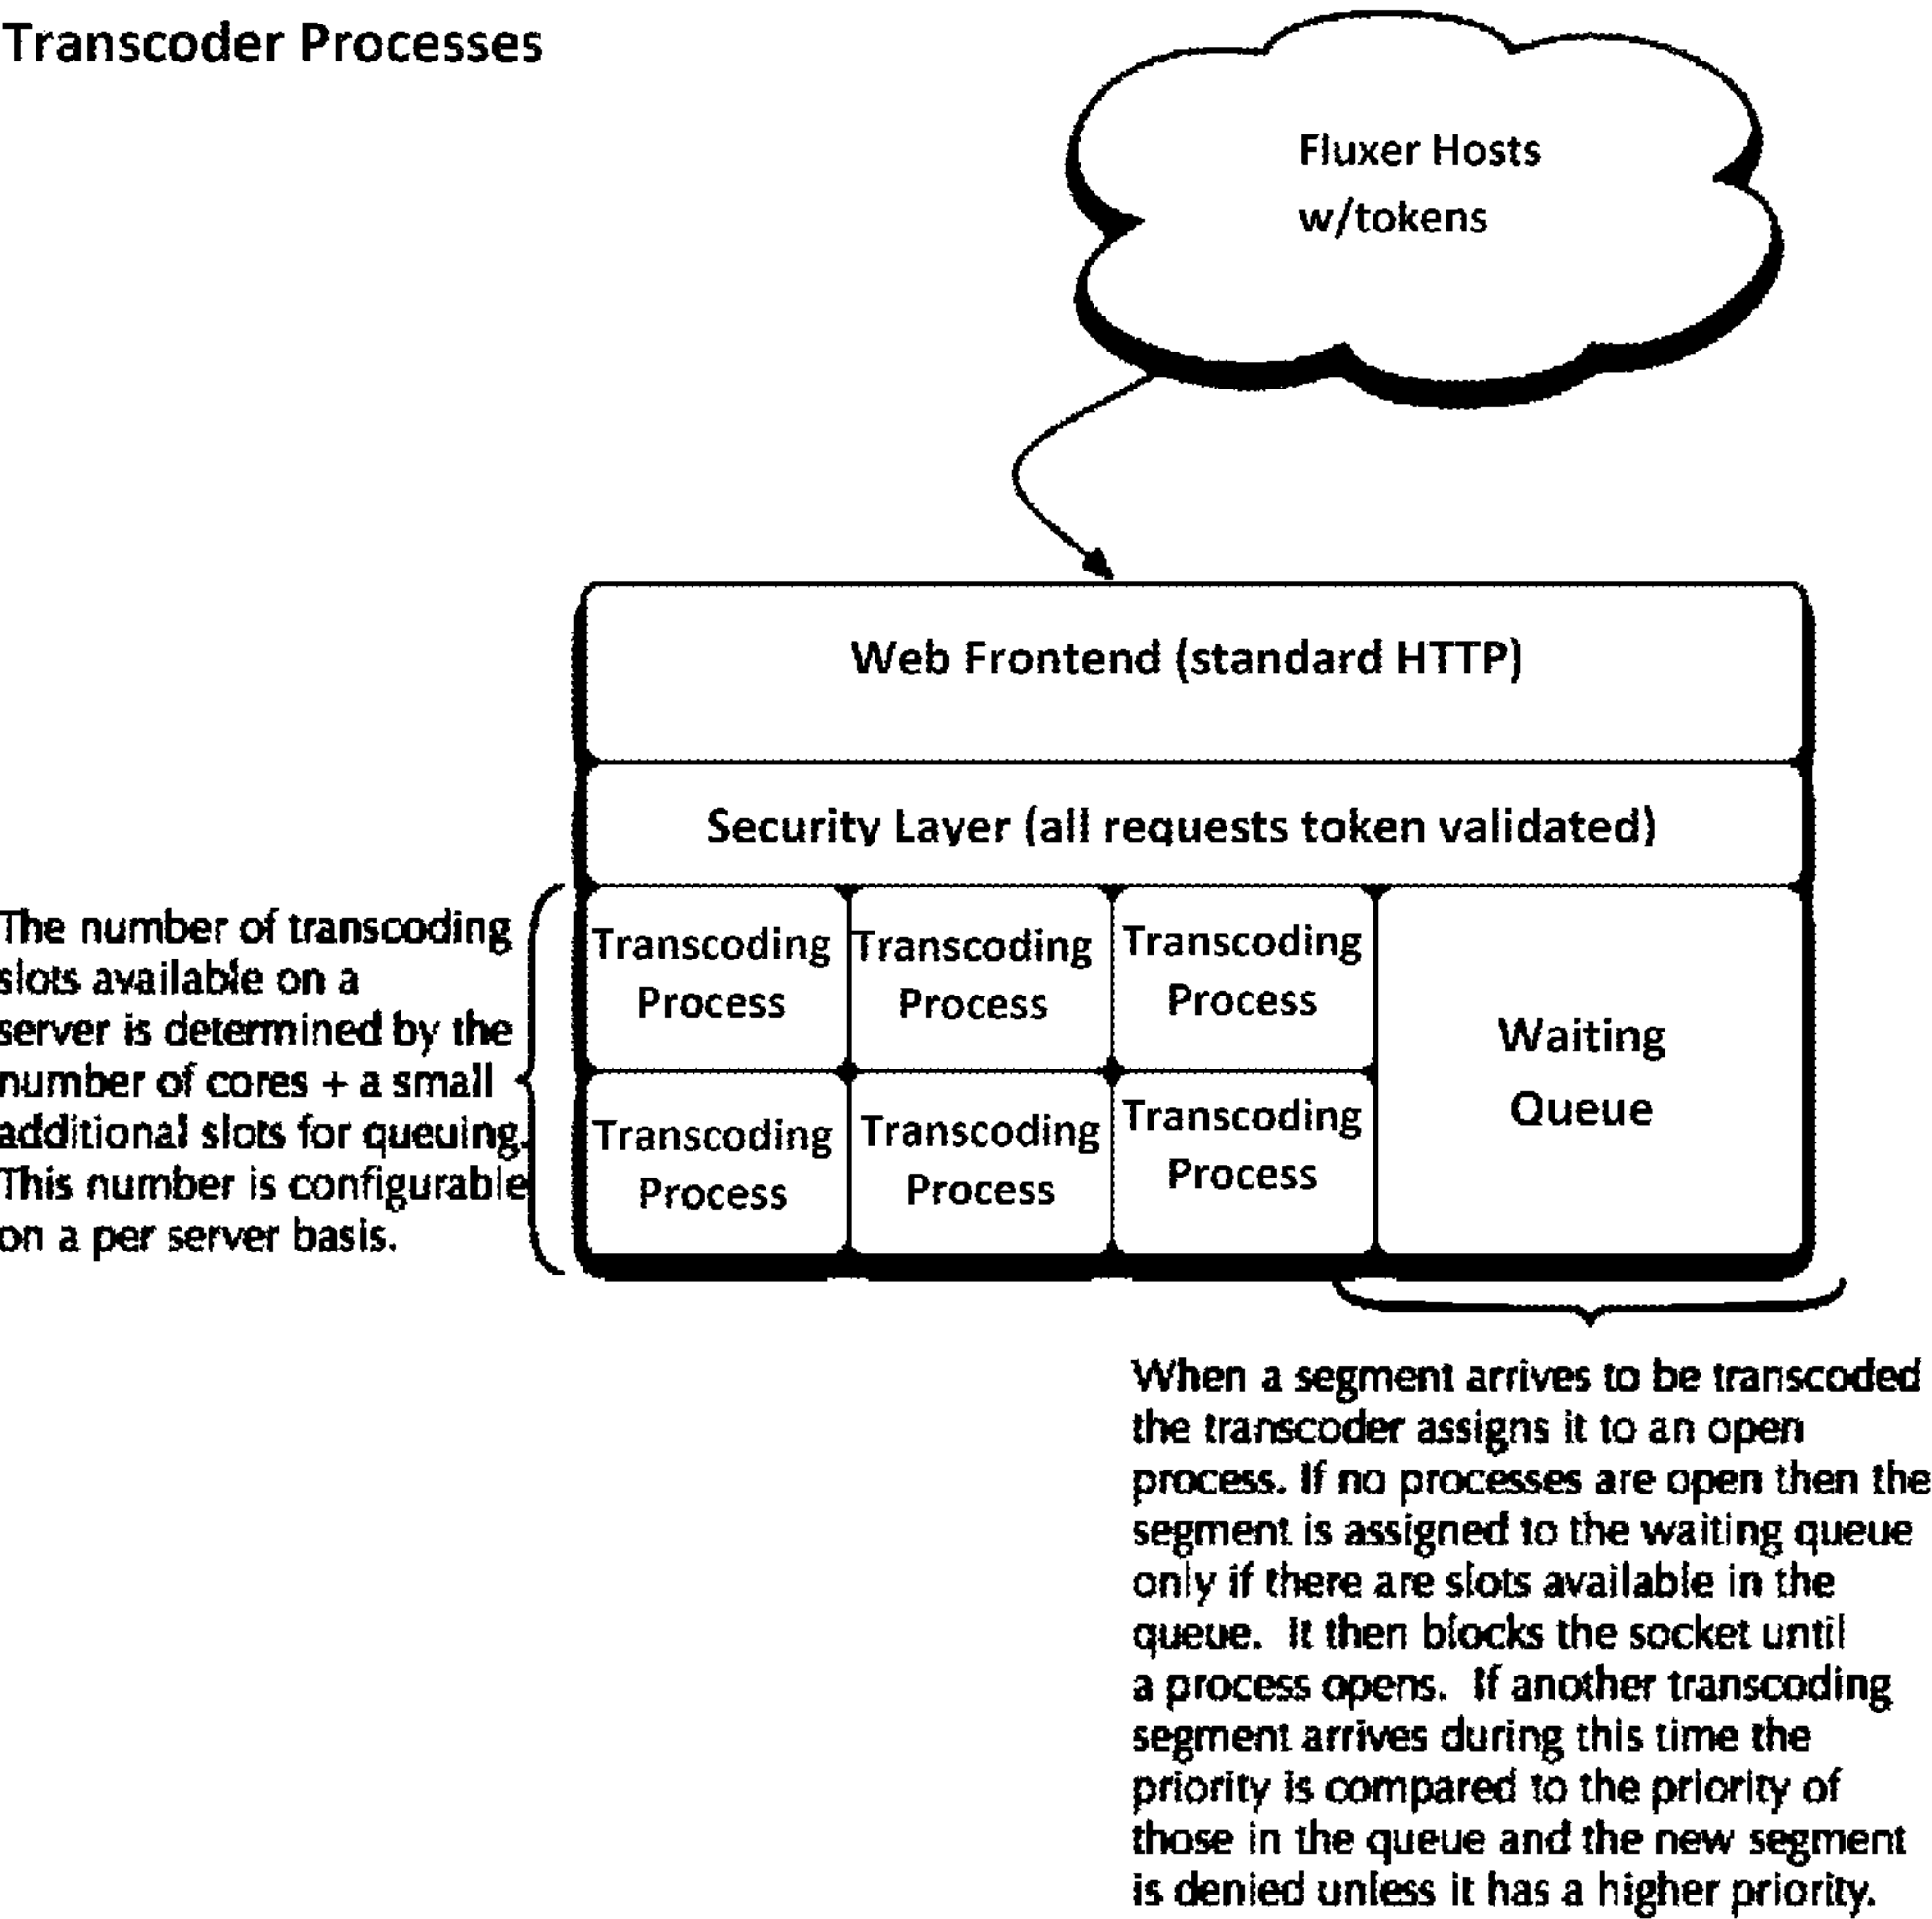 Transcoder Processes
Fluxer Hosts
w/tokens
Web Frontend (standard HTTP)
Security Layer (all requests token validated)
The number of transcoding
slots available on a
server is determined by the
number of cores + a small
additional slots for queuing.
This number is configurable
on a per server basis.
Transcoding
Process
Transcoding
Process
Transcoding
Process
Transcoding
Process
Transcoding
Process
Transcoding
Process
Waiting
Queue
When a segment arrives to be transcoded
the transcoder assigns it to an open
process. If no processes are open then the
segment is assigned to the waiting queue
only if there are slots available in the
queue.  It then blocks the socket until
a process opens.  If another transcoding
segment arrives during this time the
priority is compared to the priority of
those in the queue and the new segment
is denied unless it has a higher priority.